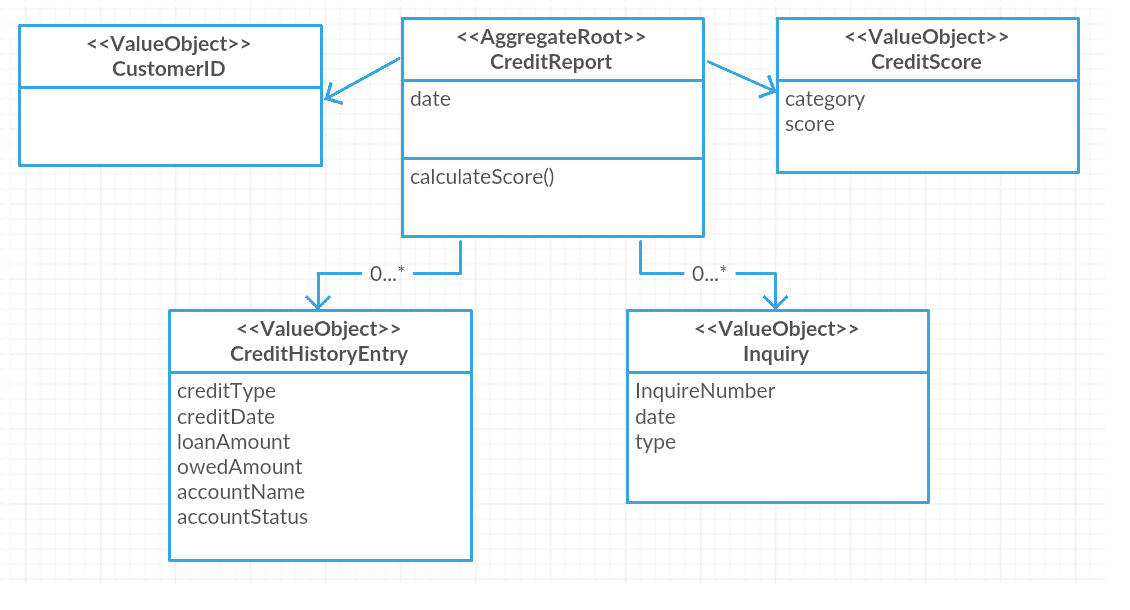 <<ValueObject>>
CustomerID
<<AggregateRoot>>
CreditReport
date
calculateScore()
<<ValueObject>>
CreditScore
category
score
0...*
0...*
<<ValueObject>>
CreditHistoryEntry
creditType
creditDate
loanAmount
owedAmount
accountName
accountStatus
<<ValueObject>>
Inquiry
InquireNumber
date
type